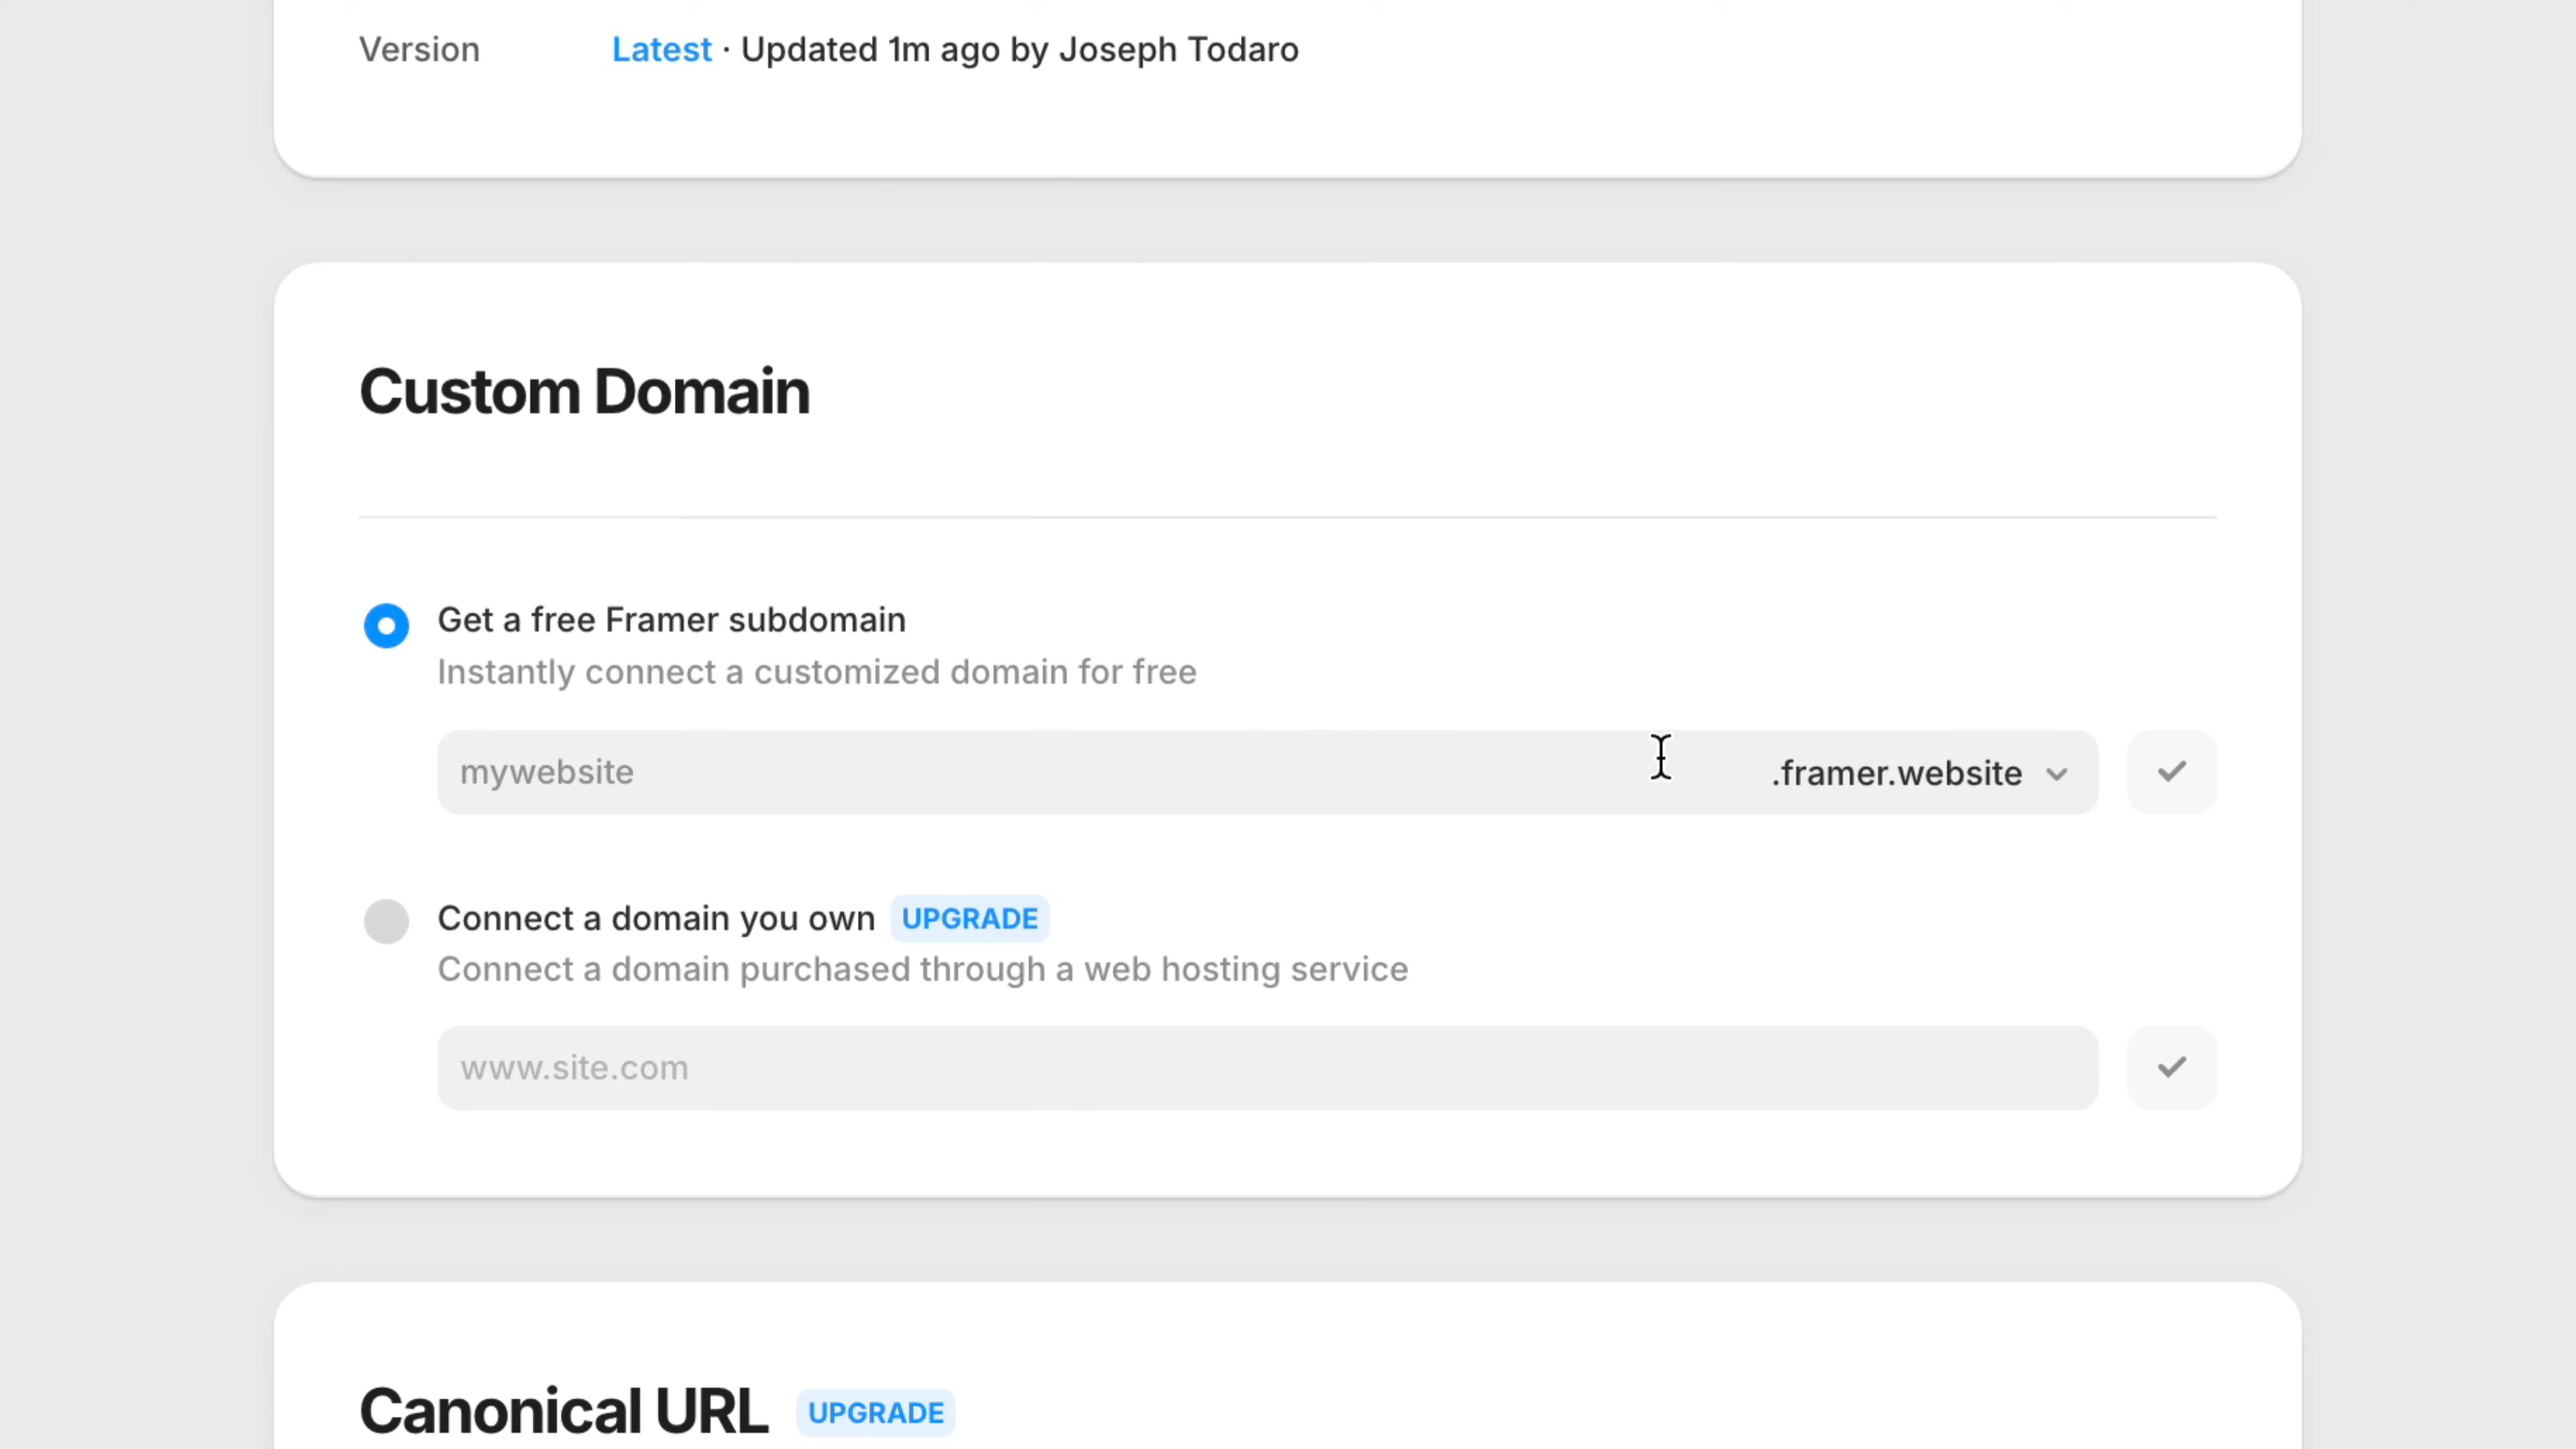 Version Latest · Updated 1m ago by Joseph Todaro
Custom Domain
Get a free Framer subdomain
Instantly connect a customized domain for free
mywebsite .framer.website
Connect a domain you own UPGRADE
Connect a domain purchased through a web hosting service
www.site.com
Canonical URL UPGRADE